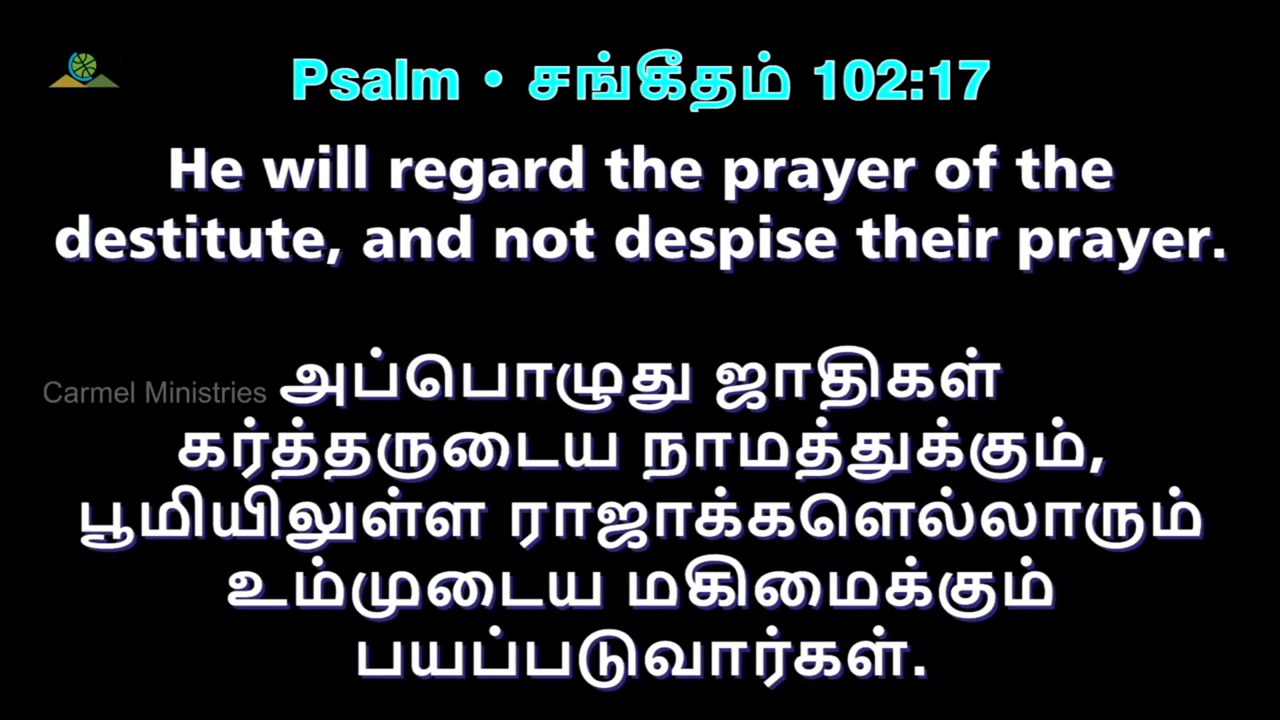 Psalm • சங்கீதம் 102:17
He will regard the prayer of the
destitute, and not despise their prayer.
Carmel Ministries
அப்பொழுது ஜாதிகள்
கர்த்தருடைய நாமத்துக்கும்,
பூமியிலுள்ள ராஜாக்களெல்லாரும்
உம்முடைய மகிமைக்கும்
பயப்படுவார்கள்.